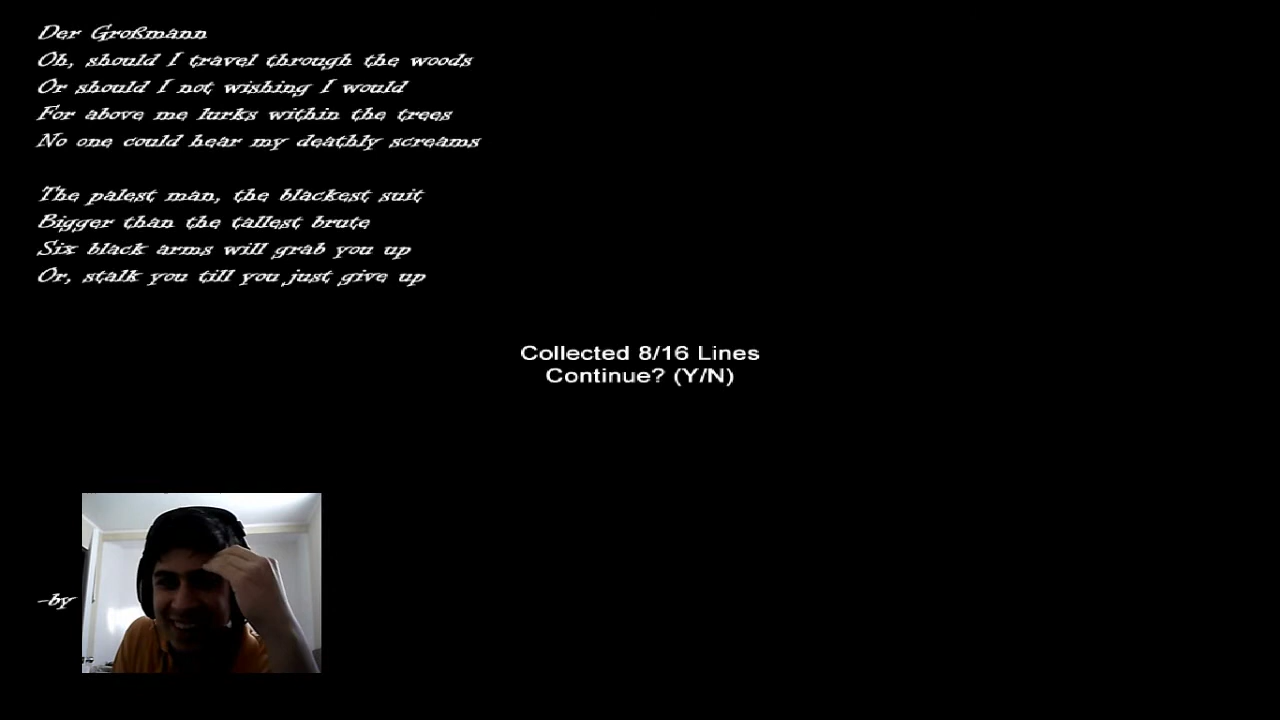 Der Großmann
Oh, should I travel through the woods
Or should I not wishing I would
For above me lurks within the trees
No one could hear my deathly screams
The palest man, the blackest suit
Bigger than the tallest brute
Six black arms will grab you up
Or, stalk you till you just give up
Collected 8/16 Lines
Continue? (Y/N)
-by